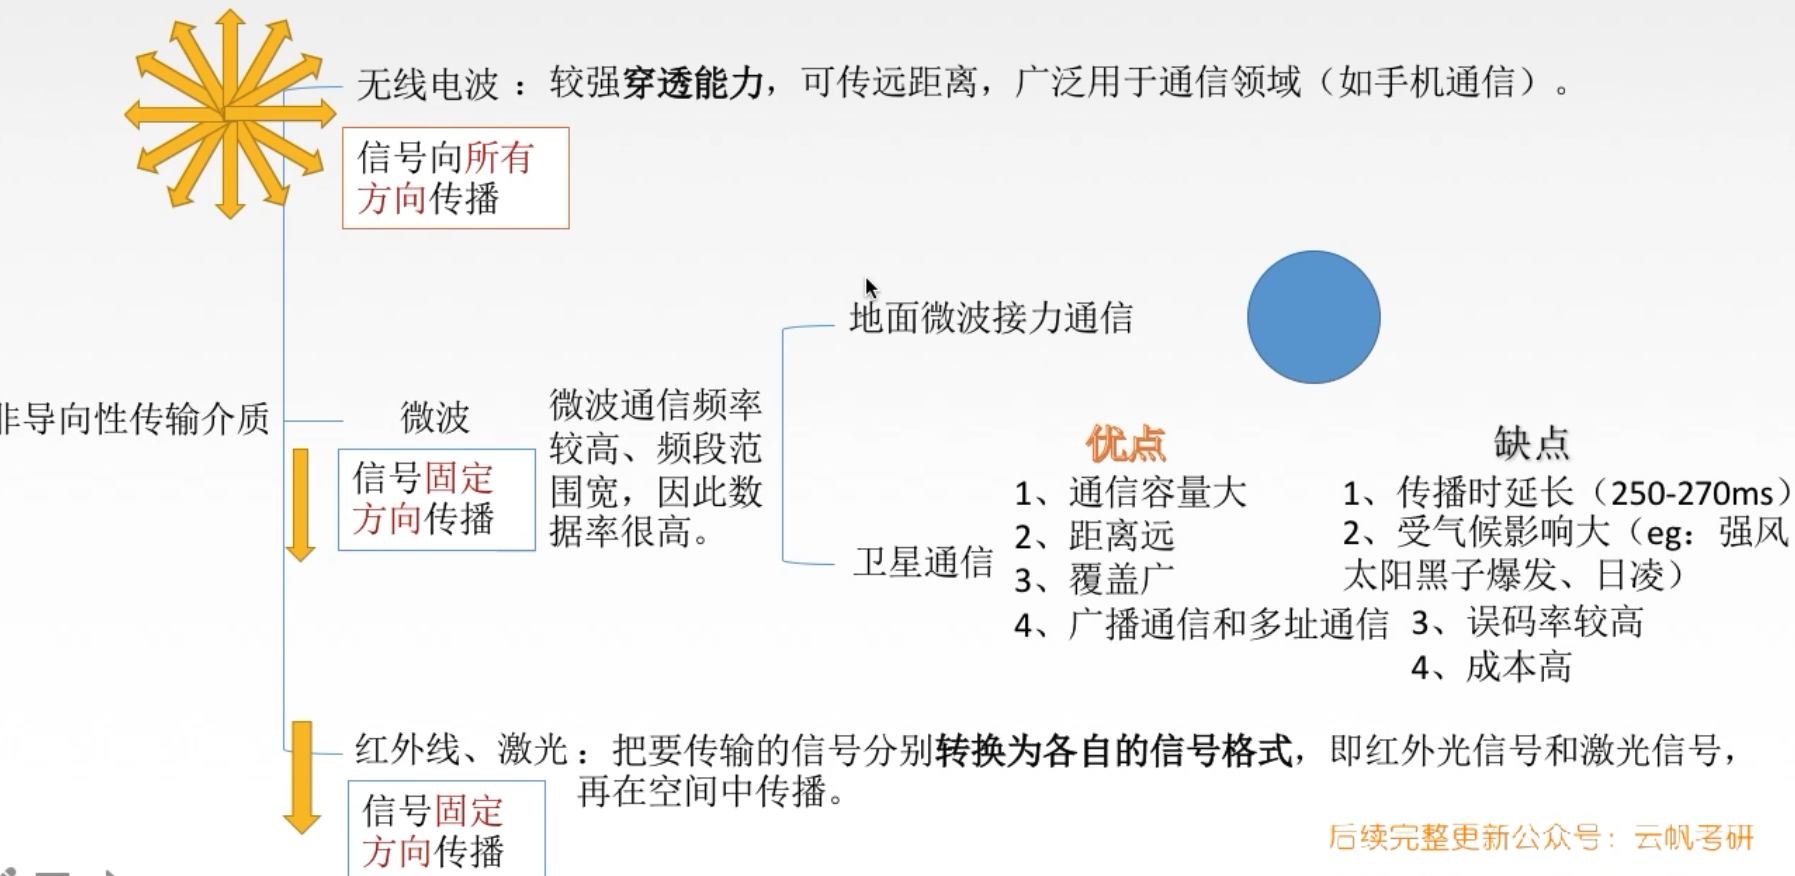 无线电波：较强穿透能力，可传远距离，广泛用于通信领域（如手机通信）。
信号向所有
方向传播
地面微波接力通信
非导向性传输介质
微波
信号固定
方向传播
微波通信频率
较高、频段范
围宽，因此数
据率很高。
卫星通信
优点
1、通信容量大
2、距离远
3、覆盖广
4、广播通信和多址通信
缺点
1、传播时延长（250-270ms）
2、受气候影响大（eg：强风
太阳黑子爆发、日凌）
3、误码率较高
4、成本高
红外线、激光：把要传输的信号分别转换为各自的信号格式，即红外光信号和激光信号，
再在空间中传播。
信号固定
方向传播
后续完整更新公众号：云帆考研